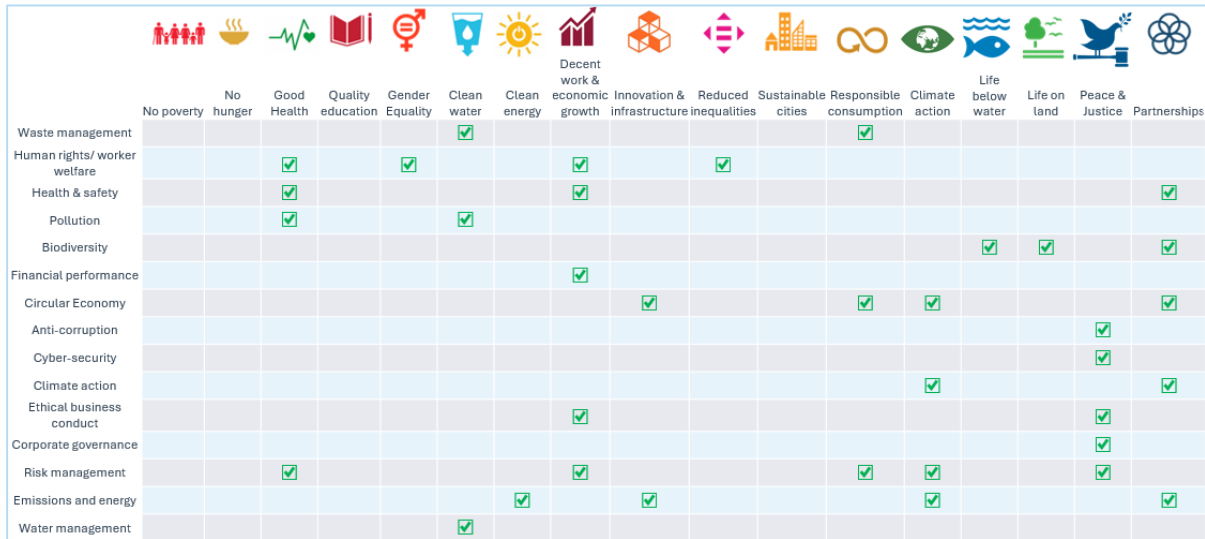 No poverty
No
hunger
Good
Health
Quality
education
Gender
Equality
Clean
water
Clean
energy
Decent
work &
economic
growth
Innovation &
infrastructure
Reduced
inequalities
Sustainable
cities
Responsible
consumption
Climate
action
Life
below
water
Life on
land
Peace &
Justice
Partnerships
Waste management
Human rights/ worker
welfare
Health & safety
Pollution
Biodiversity
Financial performance
Circular Economy
Anti-corruption
Cyber-security
Climate action
Ethical business
conduct
Corporate governance
Risk management
Emissions and energy
Water management